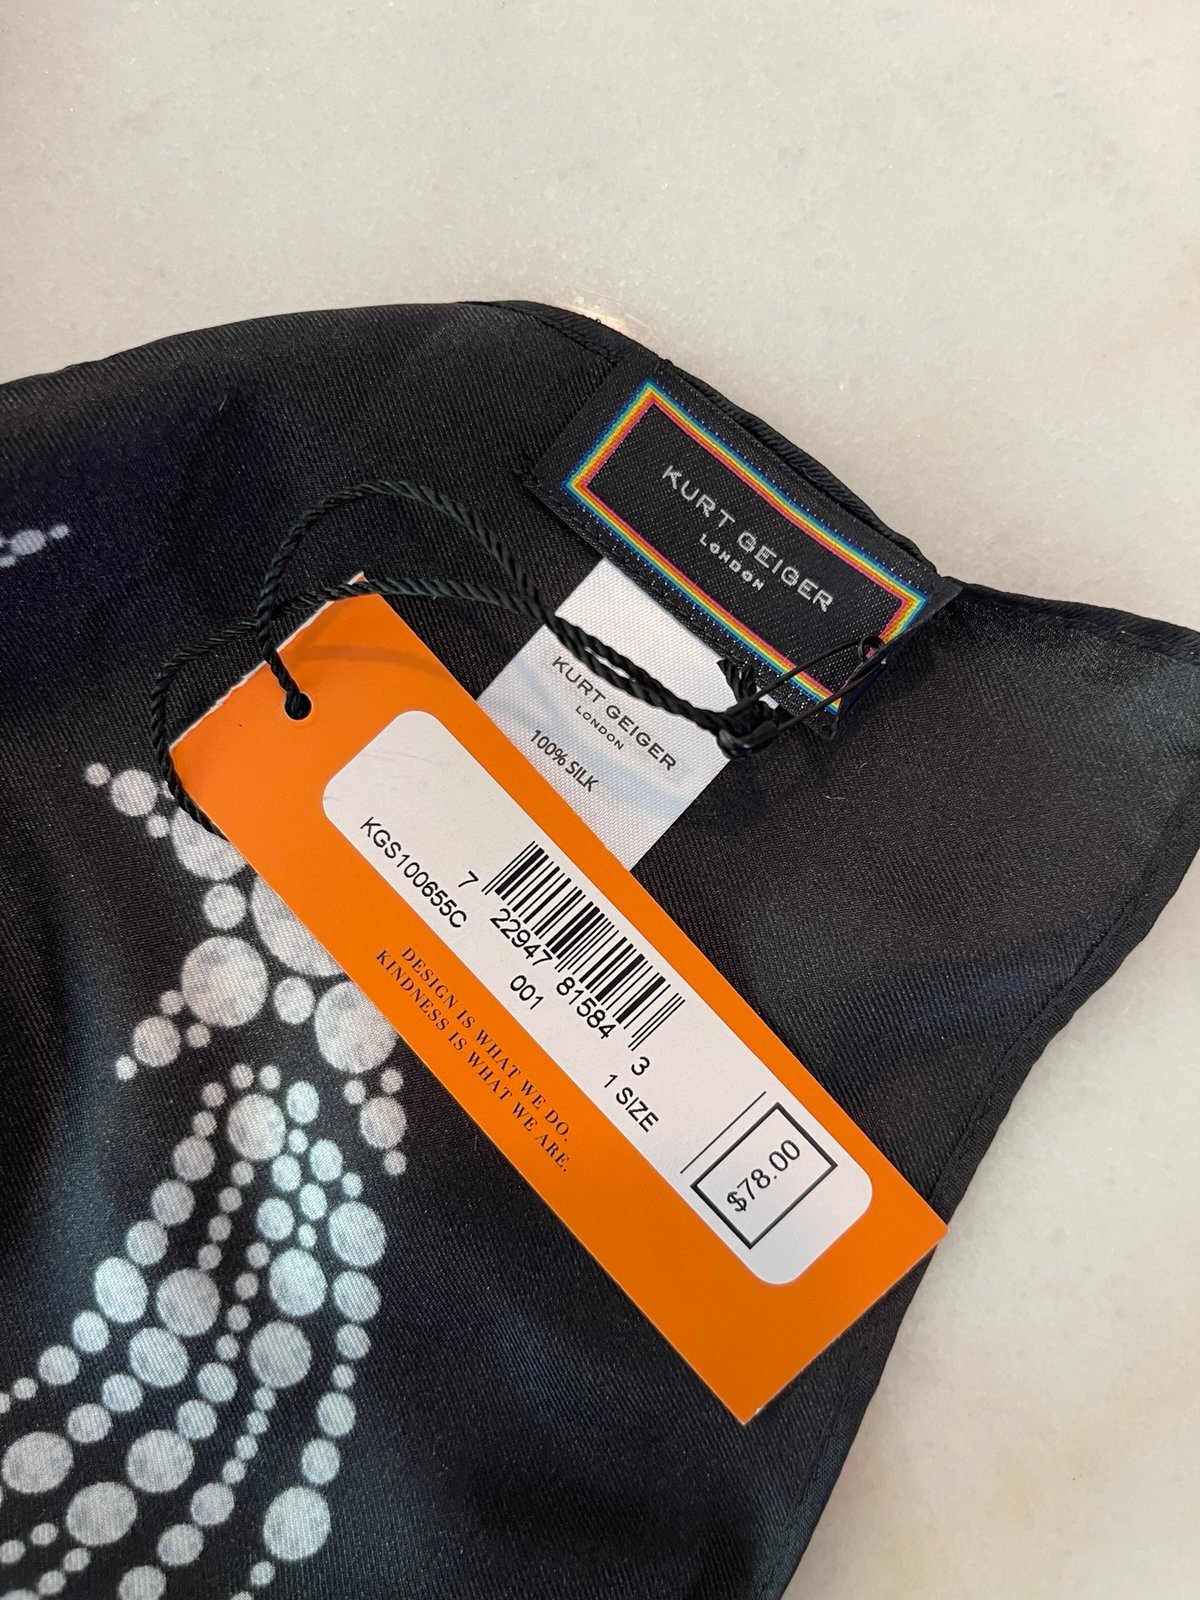 KURT GEIGER
LONDON
KURT GEIGER
LONDON
100% SILK
7 22947 81584 3
KGS100655C 001 1 SIZE
$78.00
DESIGN IS WHAT WE DO.
KINDNESS IS WHAT WE ARE.